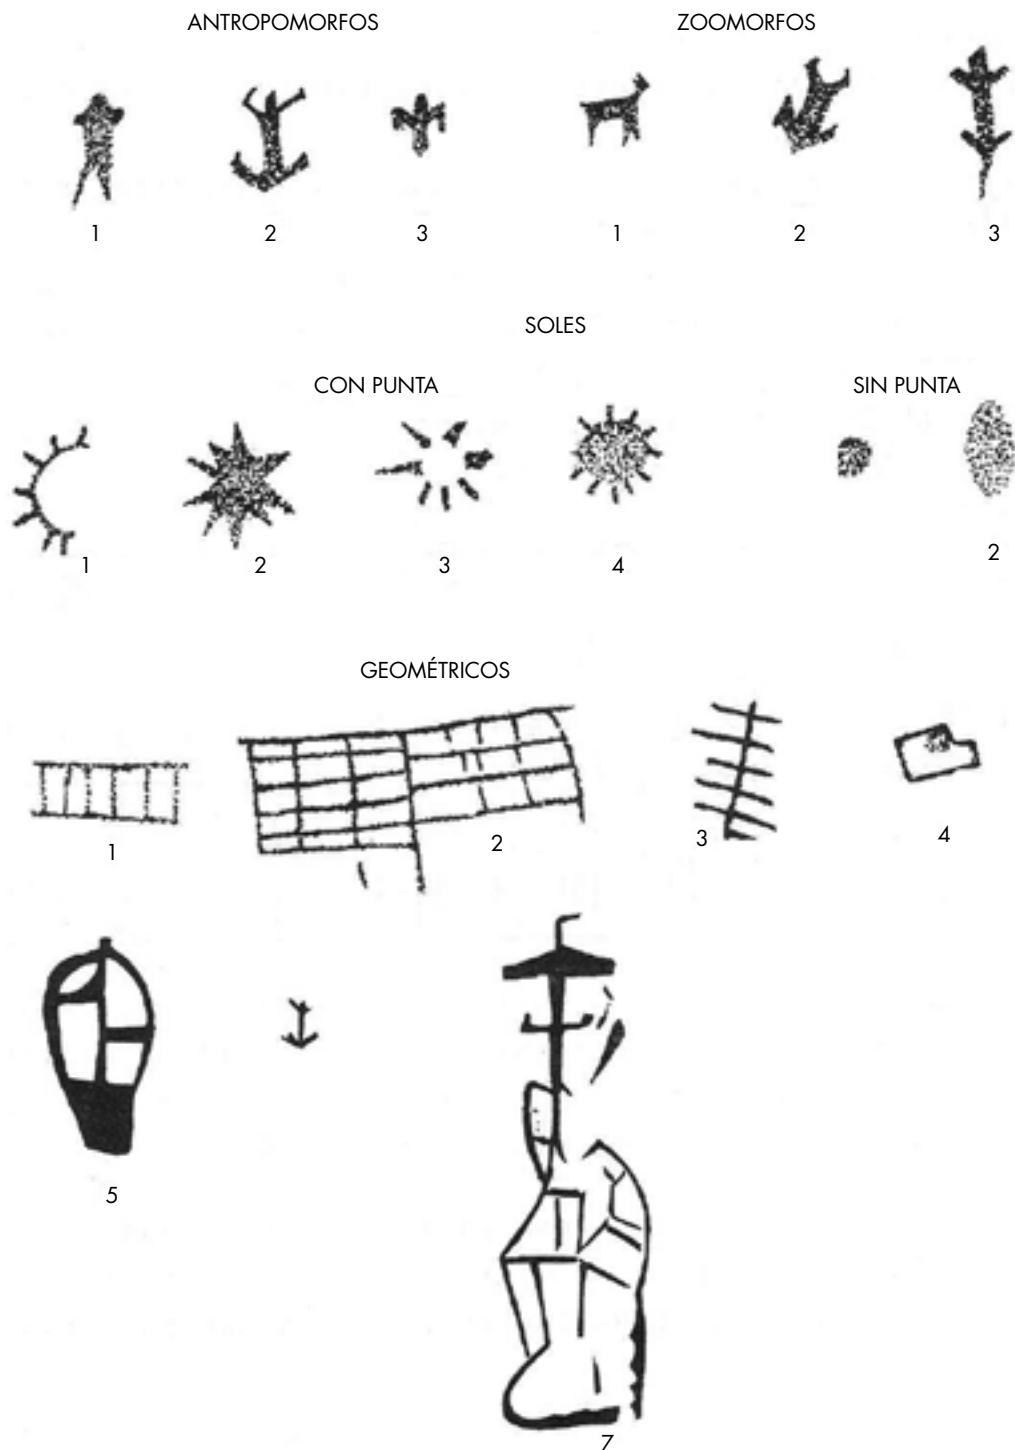 ANTROPOMORFOS ZOOMORFOS
1 2 3 1 2 3
SOLES
CON PUNTA SIN PUNTA
1 2 3 4 2
GEOMÉTRICOS
1 2 3 4
5
7